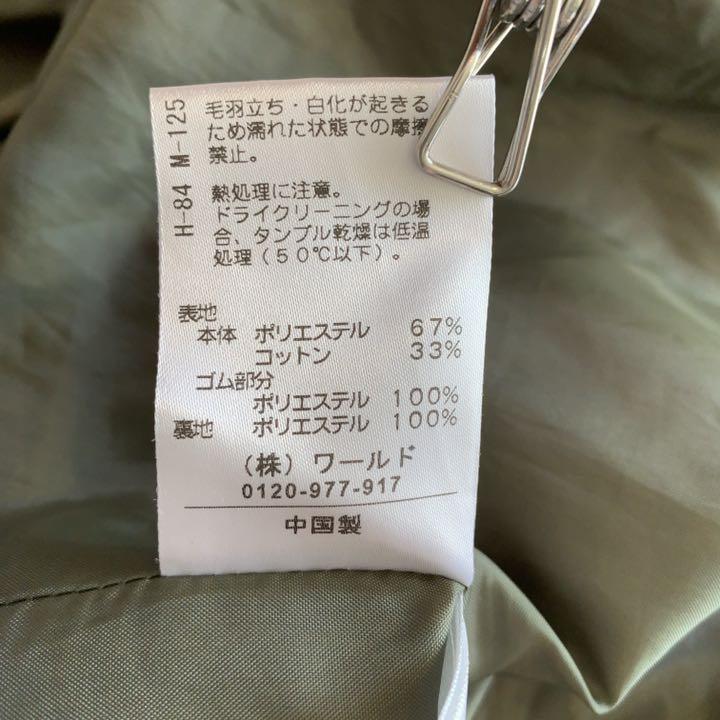 H-84 M-125
毛羽立ち・白化が起きる
ため濡れた状態での摩擦
禁止。
熱処理に注意。
ドライクリーニングの場
合、タンブル乾燥は低温
処理(50℃以下)。
表地
本体 ポリエステル 67%
コットン 33%
ゴム部分
ポリエステル 100%
裏地 ポリエステル 100%
(株)ワールド
0120-977-917
中国製